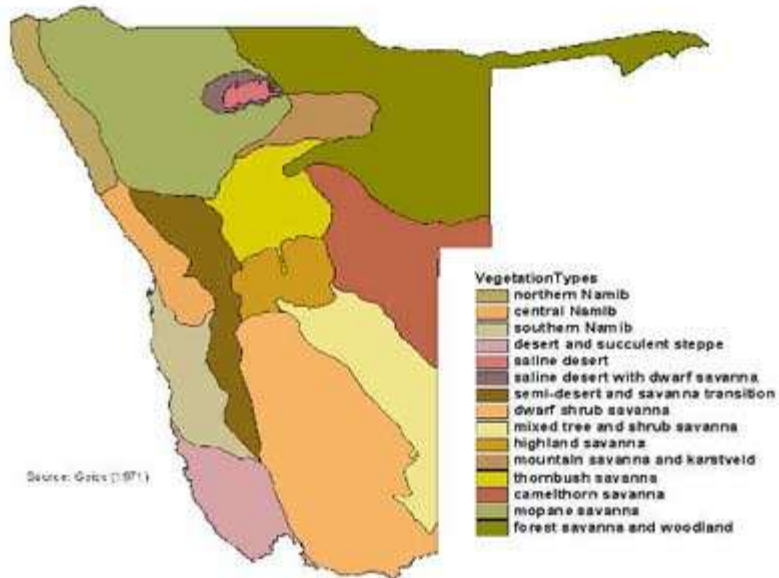 VegetationTypes
northern Namib
central Namib
southern Namib
desert and succulent steppe
saline desert
saline desert with dwarf savanna
semi-desert and savanna transition
dwarf shrub savanna
mixed tree and shrub savanna
highland savanna
mountain savanna and karstveld
thornbush savanna
camelthorn savanna
mopane savanna
forest savanna and woodland
Source: (1971)